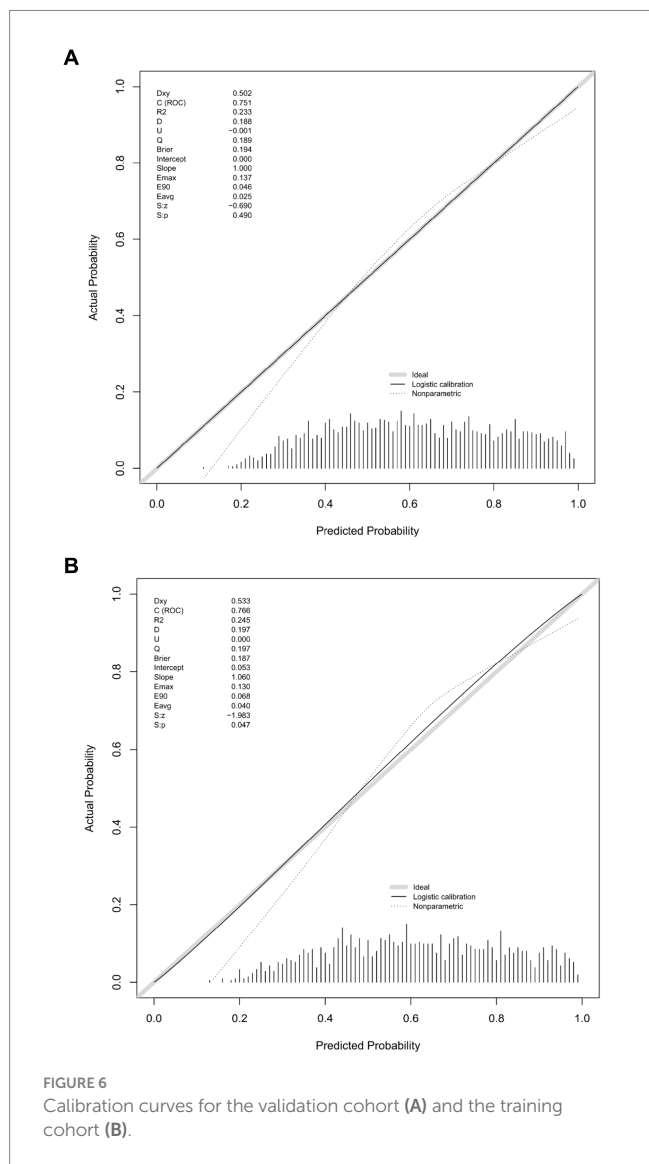 A
Dxy 0.502
C (ROC) 0.751
R2 0.233
D 0.188
U −0.001
Q 0.189
Brier 0.194
Intercept 0.000
Slope 1.000
Emax 0.137
E90 0.046
Eavg 0.025
S:z −0.690
S:p 0.490
Actual Probability
1.0
0.8
0.6
0.4
0.2
0.0
Ideal
Logistic calibration
Nonparametric
0.0 0.2 0.4 0.6 0.8 1.0
Predicted Probability
B
Dxy 0.533
C (ROC) 0.766
R2 0.245
D 0.197
U 0.000
Q 0.197
Brier 0.187
Intercept 0.053
Slope 1.060
Emax 0.130
E90 0.068
Eavg 0.040
S:z −1.983
S:p 0.047
Actual Probability
1.0
0.8
0.6
0.4
0.2
0.0
Ideal
Logistic calibration
Nonparametric
0.0 0.2 0.4 0.6 0.8 1.0
Predicted Probability
FIGURE 6
Calibration curves for the validation cohort (A) and the training
cohort (B).